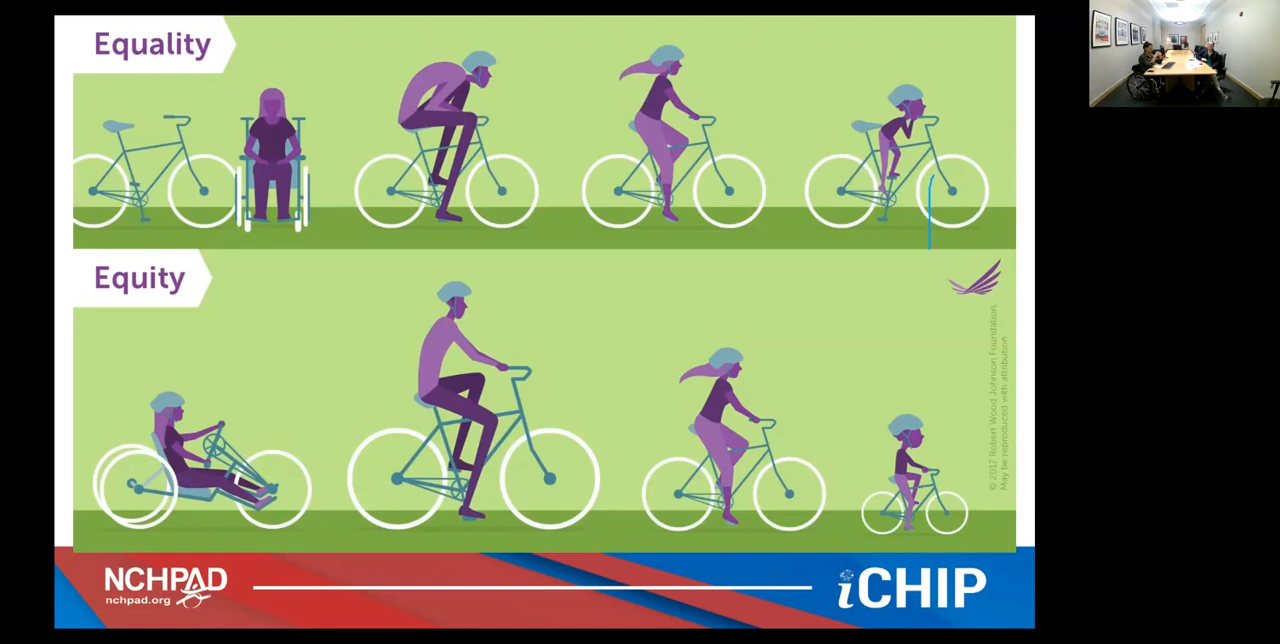 Equality
Equity
© 2017 Robert Wood Johnson Foundation.
May be reproduced with attribution.
NCHPAD
nchpad.org
iCHIP